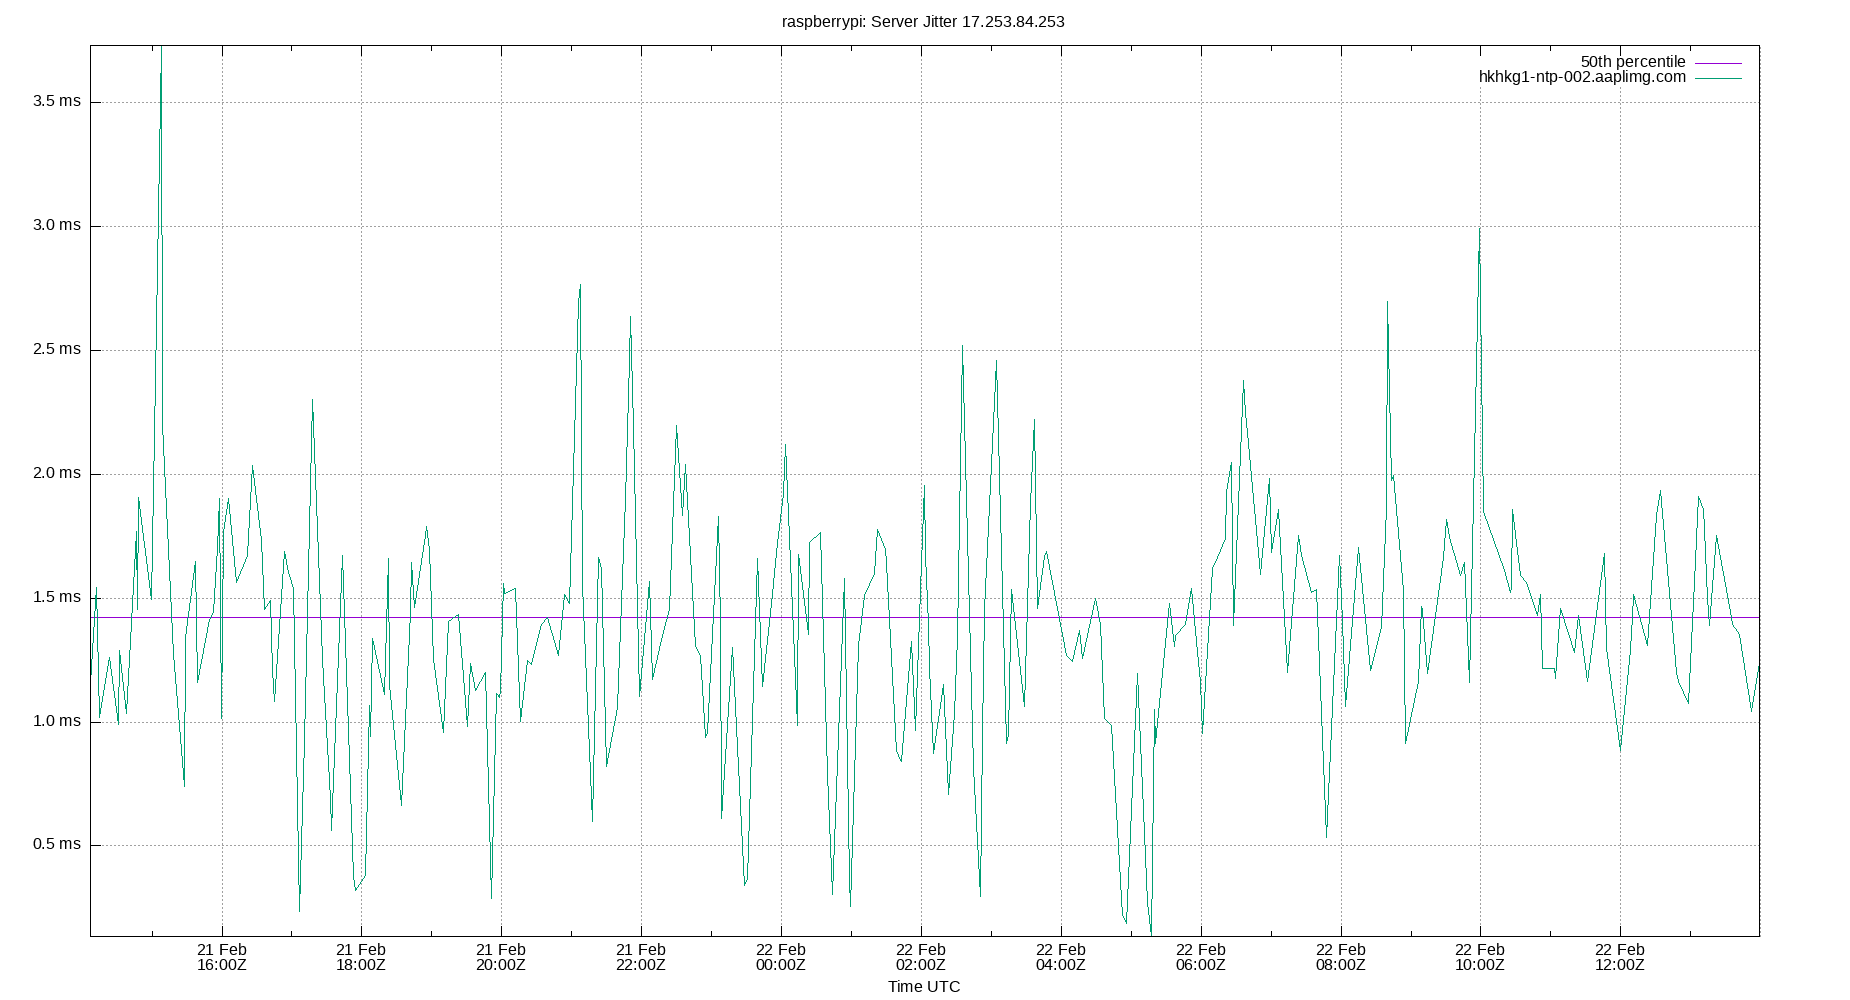 raspberrypi: Server Jitter 17.253.84.253
50th percentile
hkhkg1-ntp-002.aaplimg.com
3.5 ms
3.0 ms
2.5 ms
2.0 ms
1.5 ms
1.0 ms
0.5 ms
21 Feb 21 Feb 21 Feb 21 Feb 22 Feb 22 Feb 22 Feb 22 Feb 22 Feb 22 Feb 22 Feb
16:00Z 18:00Z 20:00Z 22:00Z 00:00Z 02:00Z 04:00Z 06:00Z 08:00Z 10:00Z 12:00Z
Time UTC